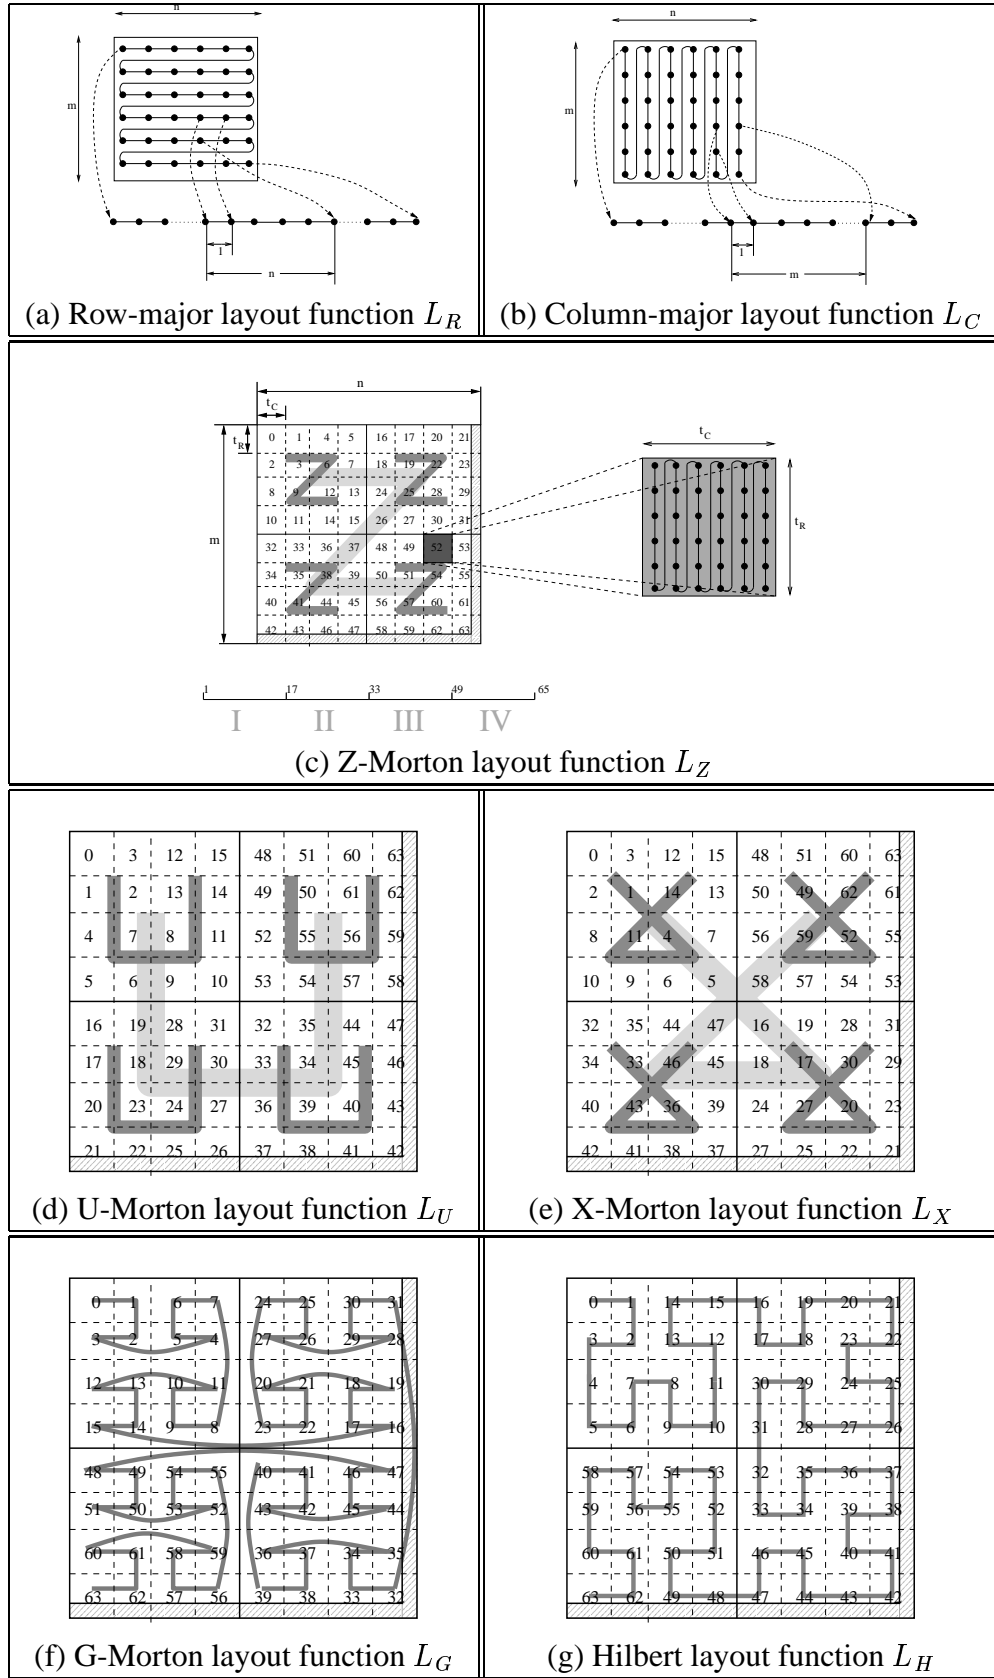 n
m
1
n
(a) Row-major layout function L_R
n
m
1
m
(b) Column-major layout function L_C
n
t_C
t_R
m
0 1 4 5 16 17 20 21
2 3 6 7 18 19 22 23
8 9 12 13 24 25 28 29
10 11 14 15 26 27 30 31
32 33 36 37 48 49 52 53
34 35 38 39 50 51 54 55
40 41 44 45 56 57 60 61
42 43 46 47 58 59 62 63
t_C
t_R
1 17 33 49 65
I II III IV
(c) Z-Morton layout function L_Z
0 3 12 15 48 51 60 63
1 2 13 14 49 50 61 62
4 7 8 11 52 55 56 59
5 6 9 10 53 54 57 58
16 19 28 31 32 35 44 47
17 18 29 30 33 34 45 46
20 23 24 27 36 39 40 43
21 22 25 26 37 38 41 42
(d) U-Morton layout function L_U
0 3 12 15 48 51 60 63
2 1 14 13 50 49 62 61
8 11 4 7 56 59 52 55
10 9 6 5 58 57 54 53
32 35 44 47 16 19 28 31
34 33 46 45 18 17 30 29
40 43 36 39 24 27 20 23
42 41 38 37 27 25 22 21
(e) X-Morton layout function L_X
0 1 6 7 24 25 30 31
3 2 5 4 27 26 29 28
12 13 10 11 20 21 18 19
15 14 9 8 23 22 17 16
48 49 54 55 40 41 46 47
51 50 53 52 43 42 45 44
60 61 58 59 36 37 34 35
63 62 57 56 39 38 33 32
(f) G-Morton layout function L_G
0 1 14 15 16 19 20 21
3 2 13 12 17 18 23 22
4 7 8 11 30 29 24 25
5 6 9 10 31 28 27 26
58 57 54 53 32 35 36 37
59 56 55 52 33 34 39 38
60 61 50 51 46 45 40 41
63 62 49 48 47 44 43 42
(g) Hilbert layout function L_H